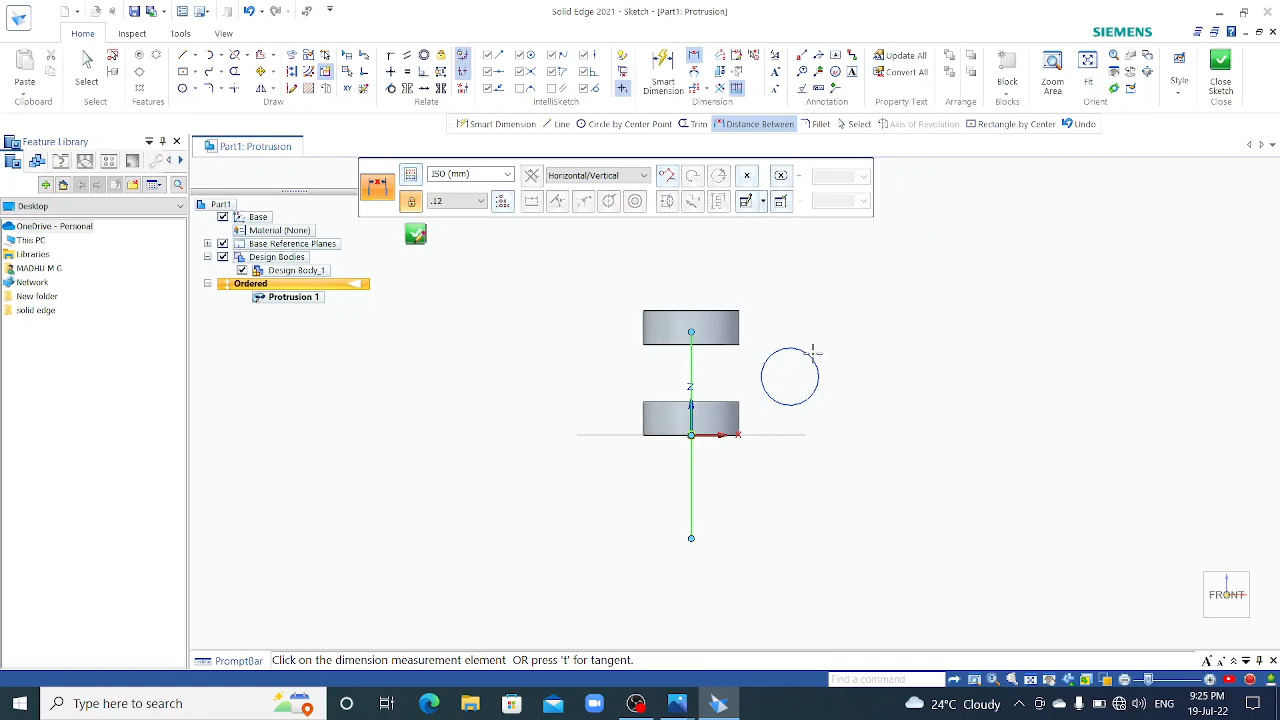 Solid Edge 2021 - Sketch - [Part1: Protrusion]
Home
Inspect
Tools
View
SIEMENS
Paste
Select
Smart
Dimension
Update All
Convert All
Block
Zoom
Area
Fit
Style
Close
Sketch
Clipboard
Select
Features
Draw
Relate
IntelliSketch
Dimension
Annotation
Property Text
Arrange
Blocks
Orient
Style
Close
Smart Dimension
Line
Circle by Center Point
Trim
Distance Between
Fillet
Select
Axis of Revolution
Rectangle by Center
Undo
Feature Library
Part1: Protrusion
ISO (mm)
Horizontal/Vertical
.12
Desktop
OneDrive - Personal
This PC
Libraries
MADHU M G
Network
New folder
solid edge
Part1
Base
Material (None)
Base Reference Planes
Design Bodies
Design Body_1
Ordered
Protrusion 1
Z
X
FRONT
PromptBar
Click on the dimension measurement element OR press 't' for tangent.
Find a command
Type here to search
24°C Cloudy
ENG
9:25 PM
19-Jul-22